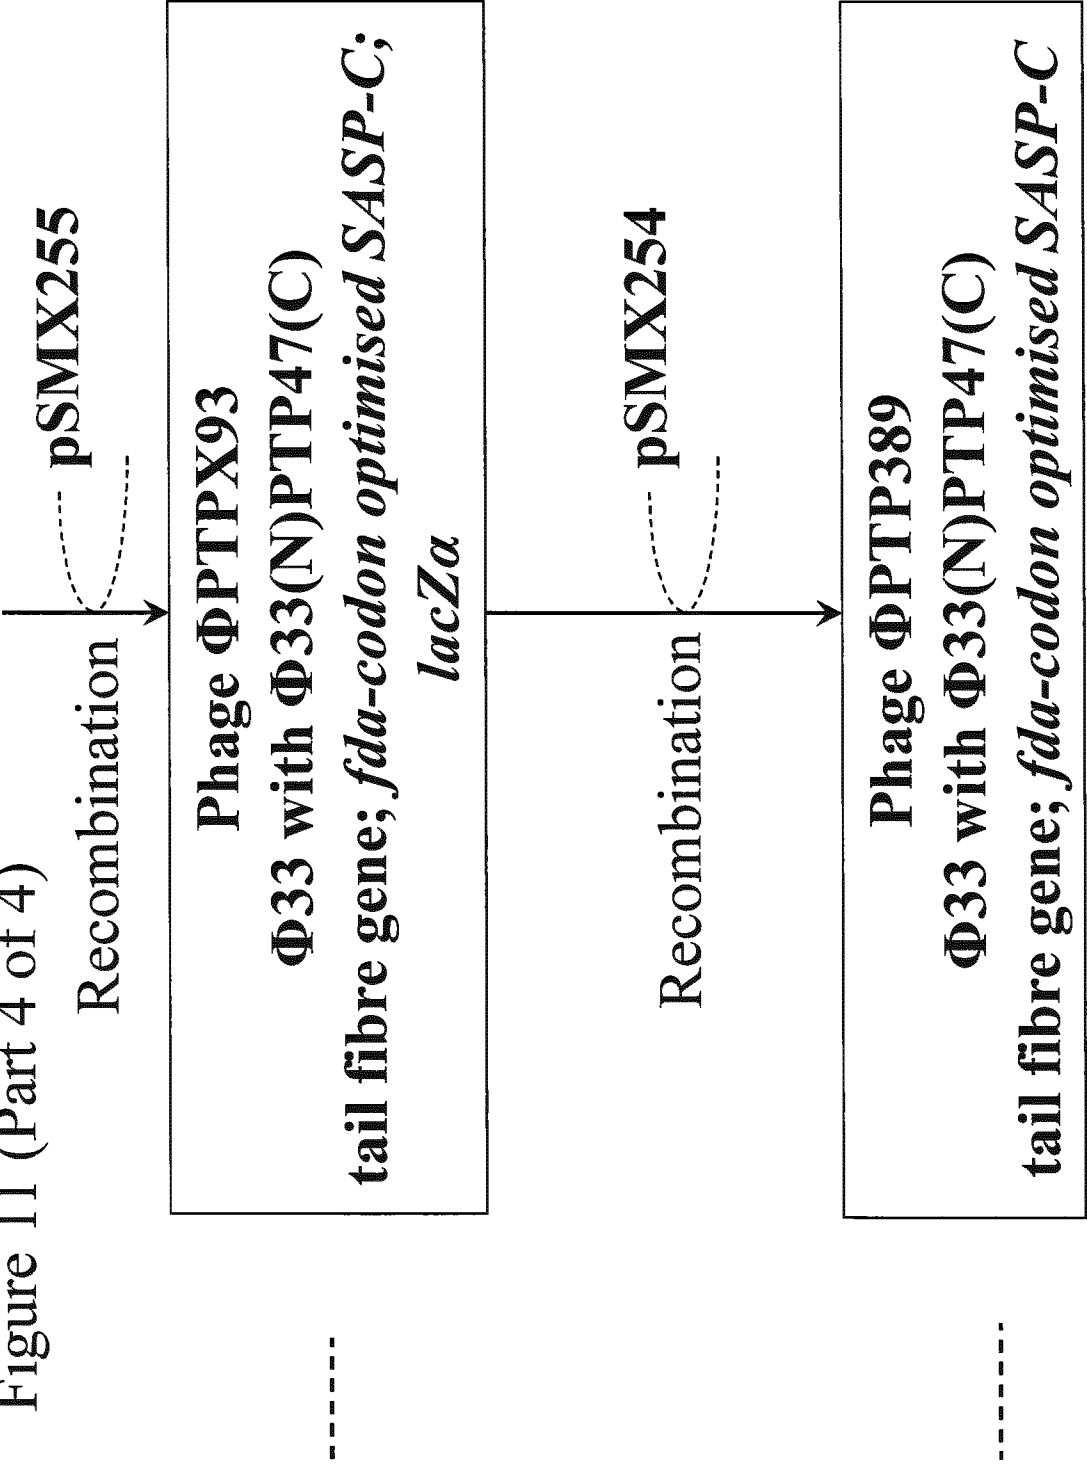 Figure 11 (Part 4 of 4)
Recombination
pSMX255
Phage ΦPTPX93
Φ33 with Φ33(N)PTP47(C)
tail fibre gene; fda-codon optimised SASP-C;
lacZα
Recombination
pSMX254
Phage ΦPTP389
Φ33 with Φ33(N)PTP47(C)
tail fibre gene; fda-codon optimised SASP-C